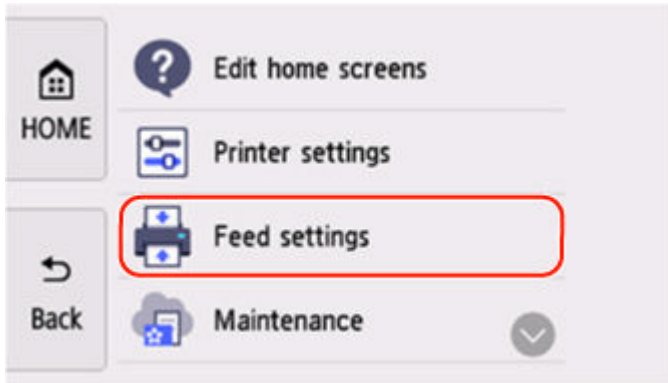 HOME
Back
Edit home screens
Printer settings
Feed settings
Maintenance